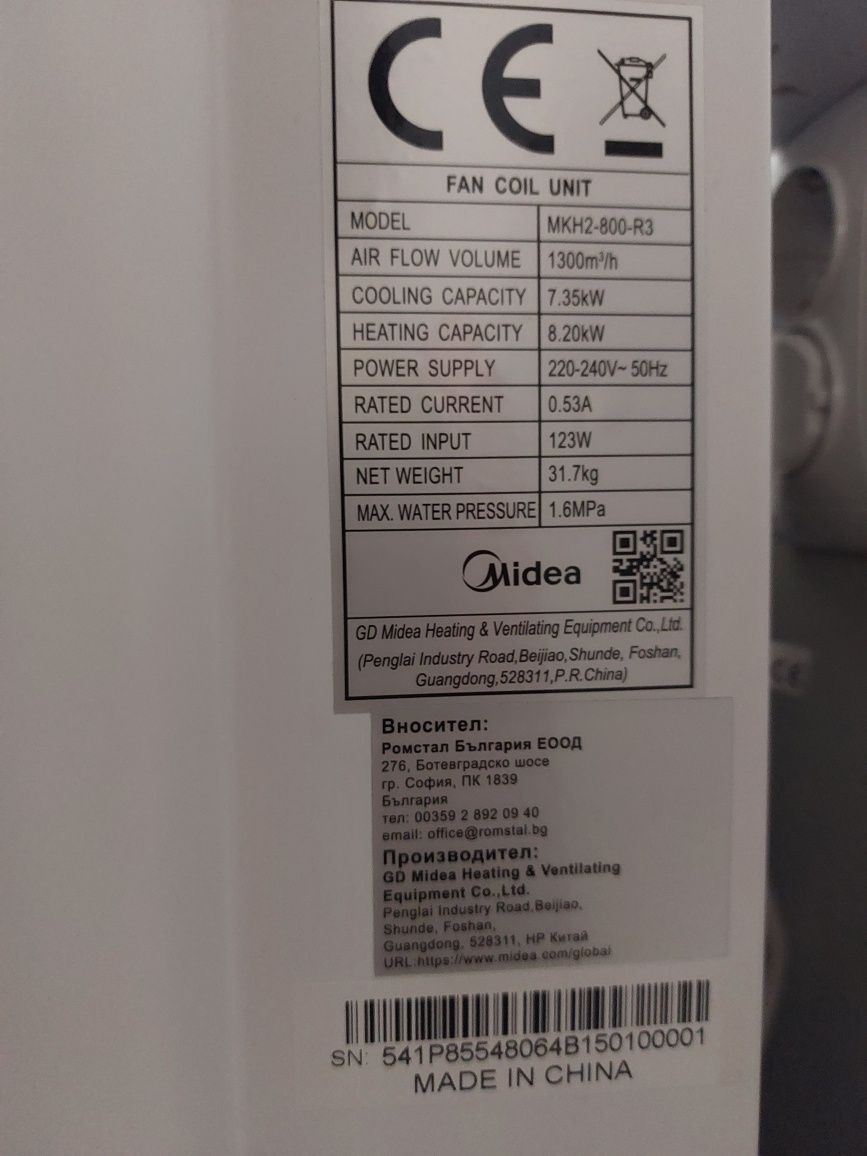 CE
FAN COIL UNIT
MODEL MKH2-800-R3
AIR FLOW VOLUME 1300m³/h
COOLING CAPACITY 7.35kW
HEATING CAPACITY 8.20kW
POWER SUPPLY 220-240V~ 50Hz
RATED CURRENT 0.53A
RATED INPUT 123W
NET WEIGHT 31.7kg
MAX. WATER PRESSURE 1.6MPa
Midea
GD Midea Heating & Ventilating Equipment Co.,Ltd.
(Penglai Industry Road,Beijiao,Shunde, Foshan,
Guangdong,528311,P.R.China)
Вносител:
Ромстал България ЕООД
276, Ботевградско шосе
гр. София, ПК 1839
България
тел: 00359 2 892 09 40
email: office@romstal.bg
Производител:
GD Midea Heating & Ventilating
Equipment Co.,Ltd.
Penglai Industry Road,Beijiao,
Shunde, Foshan,
Guangdong, 528311, НР Китай
URL:https://www.midea.com/global
SN: 541P85548064B150100001
MADE IN CHINA
CE